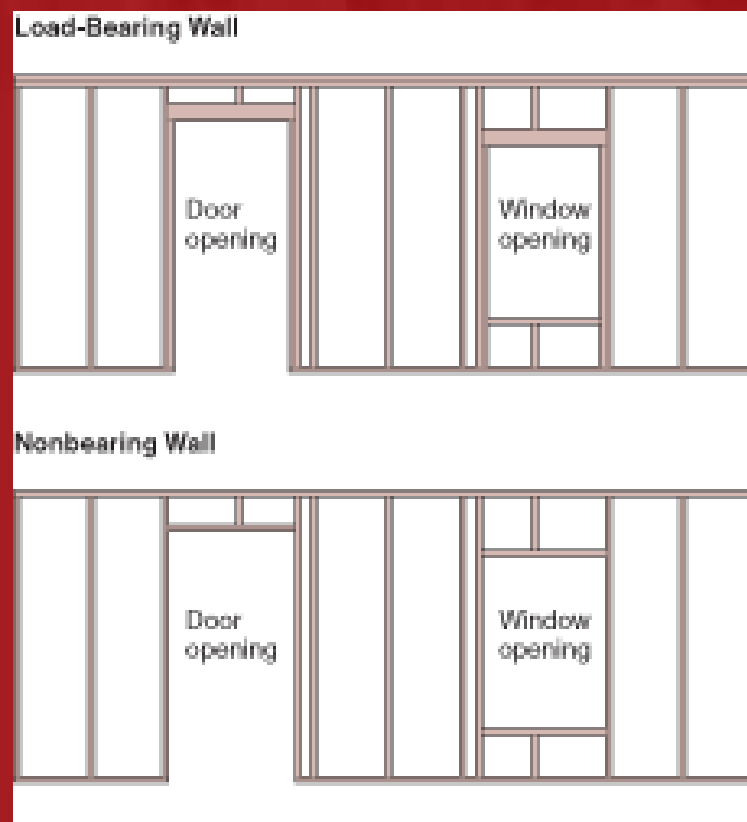 Load-Bearing Wall
Door
opening
Window
opening
Nonbearing Wall
Door
opening
Window
opening